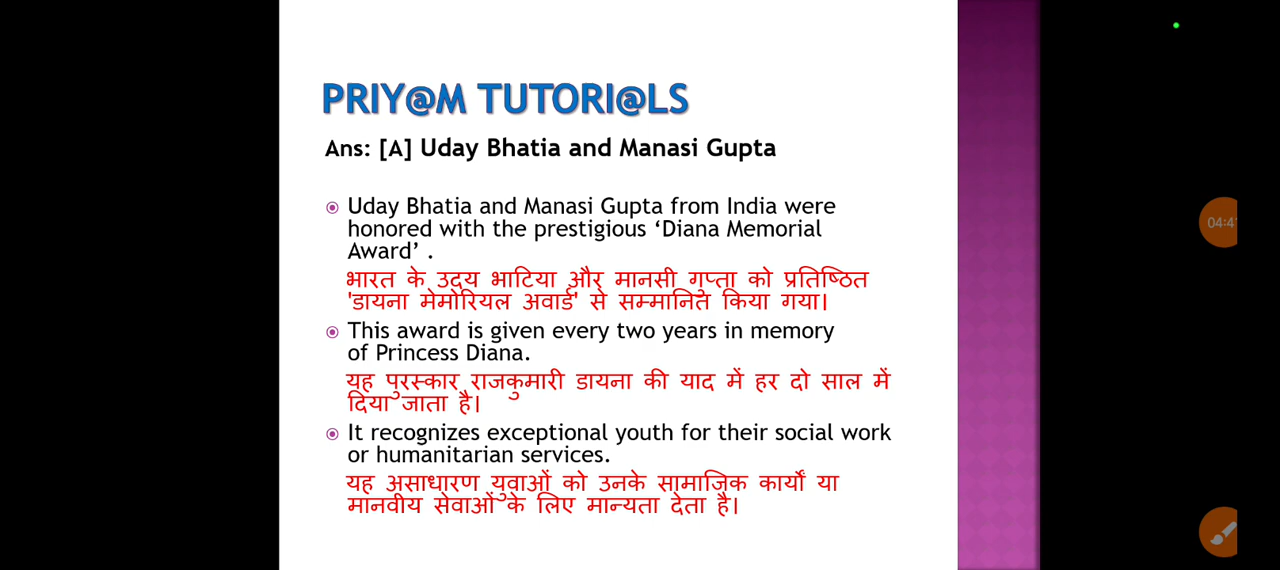 PRIY@M TUTORI@LS
Ans: [A] Uday Bhatia and Manasi Gupta
Uday Bhatia and Manasi Gupta from India were
honored with the prestigious ‘Diana Memorial
Award’ .
भारत के उदय भाटिया और मानसी गुप्ता को प्रतिष्ठित
'डायना मेमोरियल अवार्ड' से सम्मानित किया गया।
This award is given every two years in memory
of Princess Diana.
यह पुरस्कार राजकुमारी डायना की याद में हर दो साल में
दिया जाता है।
It recognizes exceptional youth for their social work
or humanitarian services.
यह असाधारण युवाओं को उनके सामाजिक कार्यों या
मानवीय सेवाओं के लिए मान्यता देता है।